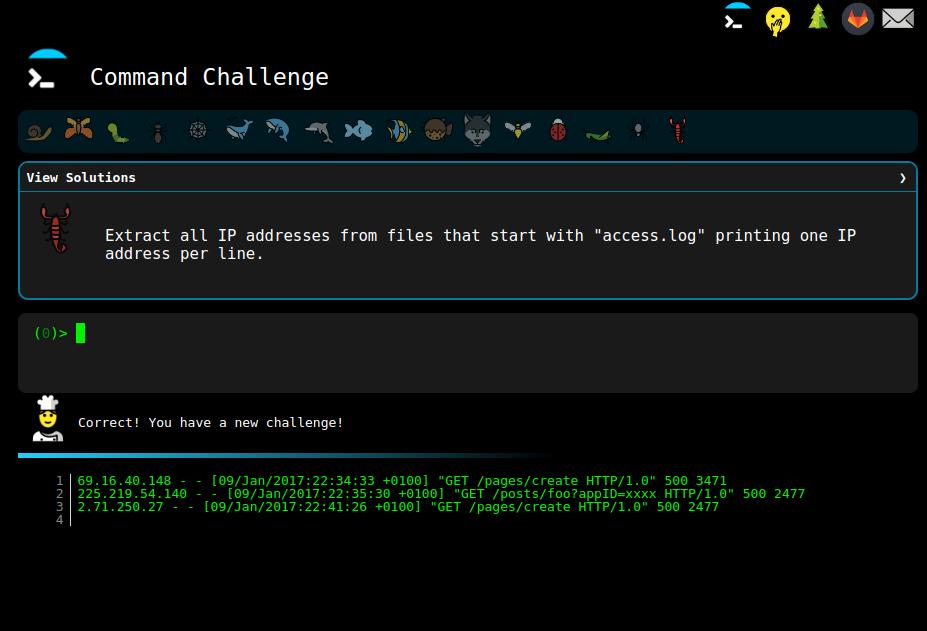 Command Challenge
View Solutions
Extract all IP addresses from files that start with "access.log" printing one IP
address per line.
(0)>
Correct! You have a new challenge!
1 69.16.40.148 - - [09/Jan/2017:22:34:33 +0100] "GET /pages/create HTTP/1.0" 500 3471
2 225.219.54.140 - - [09/Jan/2017:22:35:30 +0100] "GET /posts/foo?appID=xxxx HTTP/1.0" 500 2477
3 2.71.250.27 - - [09/Jan/2017:22:41:26 +0100] "GET /pages/create HTTP/1.0" 500 2477
4